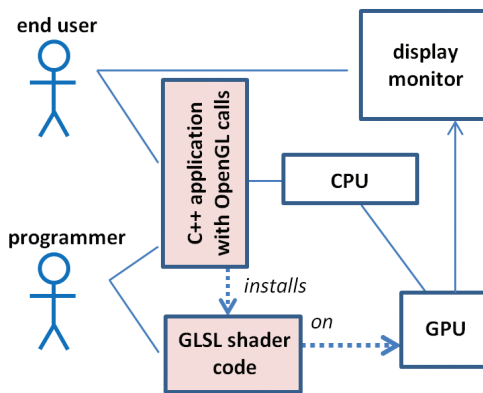 end user
display
monitor
C++ application
with OpenGL calls
CPU
programmer
installs
on
GLSL shader
code
GPU